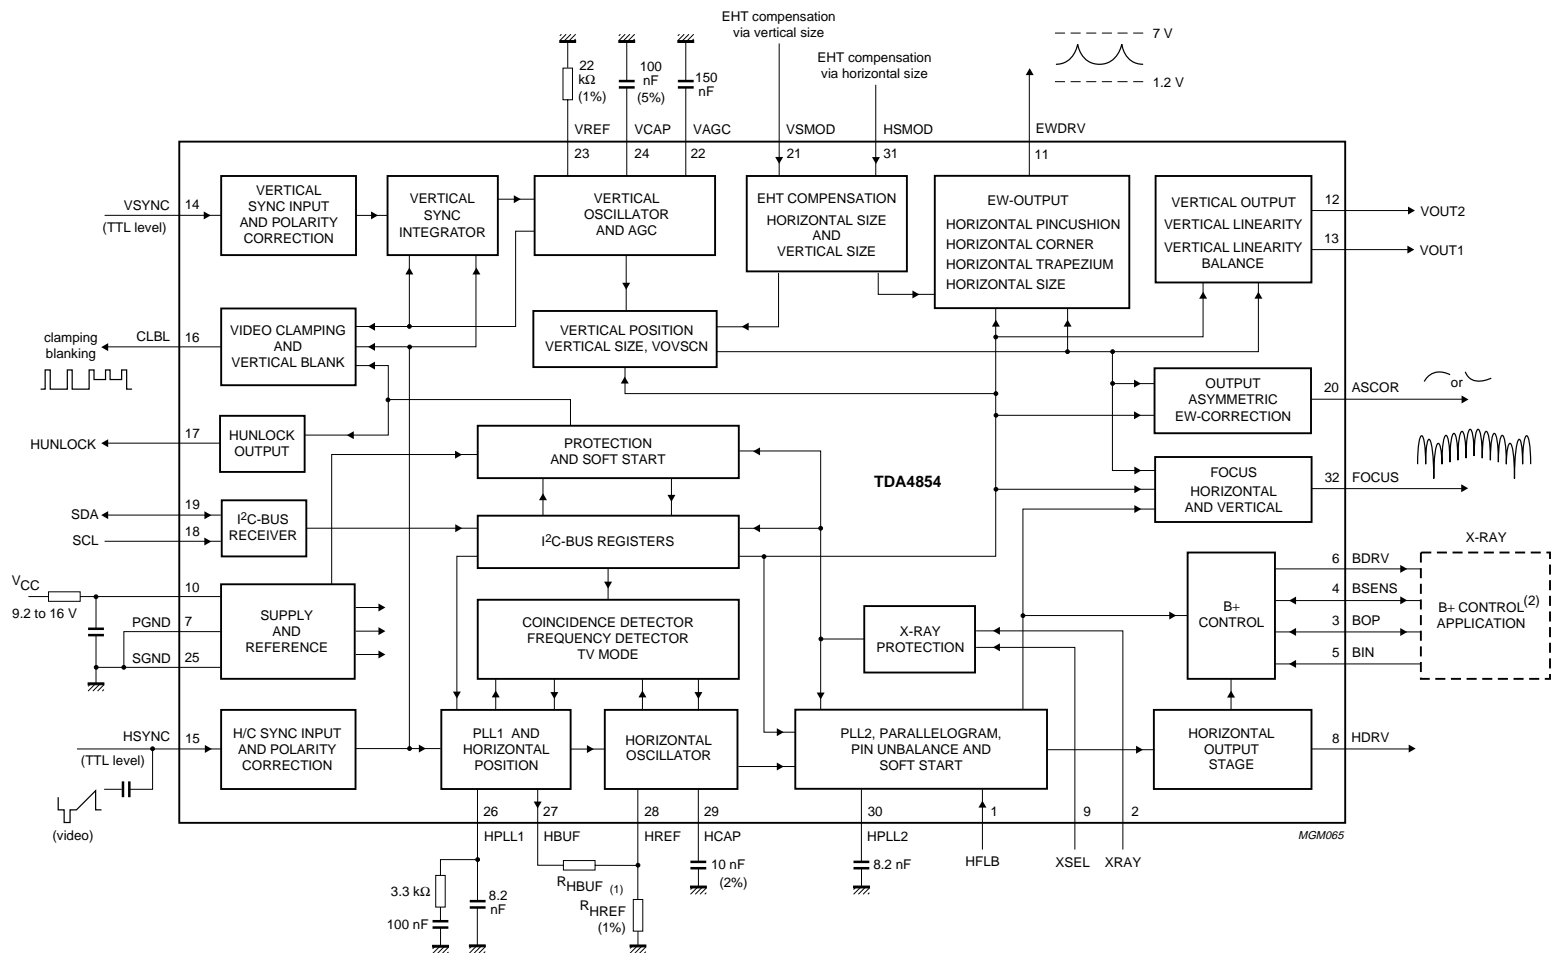 EHT compensation
via vertical size
EHT compensation
via horizontal size
7 V
1.2 V
22
kΩ
(1%)
100
nF
(5%)
150
nF
VREF
VCAP
VAGC
VSMOD
HSMOD
EWDRV
23
24
22
21
31
11
VSYNC
(TTL level)
14
VERTICAL
SYNC INPUT
AND POLARITY
CORRECTION
VERTICAL
SYNC
INTEGRATOR
VERTICAL
OSCILLATOR
AND AGC
EHT COMPENSATION
HORIZONTAL SIZE
AND
VERTICAL SIZE
EW-OUTPUT
HORIZONTAL PINCUSHION
HORIZONTAL CORNER
HORIZONTAL TRAPEZIUM
HORIZONTAL SIZE
VERTICAL OUTPUT
VERTICAL LINEARITY
VERTICAL LINEARITY
BALANCE
12
VOUT2
13
VOUT1
clamping
blanking
CLBL
16
VIDEO CLAMPING
AND
VERTICAL BLANK
VERTICAL POSITION
VERTICAL SIZE, VOVSCN
OUTPUT
ASYMMETRIC
EW-CORRECTION
20
ASCOR
or
HUNLOCK
17
HUNLOCK
OUTPUT
PROTECTION
AND SOFT START
TDA4854
FOCUS
HORIZONTAL
AND VERTICAL
32
FOCUS
SDA
19
SCL
18
I2C-BUS
RECEIVER
I2C-BUS REGISTERS
X-RAY
VCC
9.2 to 16 V
10
PGND
7
SGND
25
SUPPLY
AND
REFERENCE
COINCIDENCE DETECTOR
FREQUENCY DETECTOR
TV MODE
X-RAY
PROTECTION
B+
CONTROL
6
BDRV
4
BSENS
3
BOP
5
BIN
B+ CONTROL(2)
APPLICATION
HSYNC
(TTL level)
15
H/C SYNC INPUT
AND POLARITY
CORRECTION
PLL1 AND
HORIZONTAL
POSITION
HORIZONTAL
OSCILLATOR
PLL2, PARALLELOGRAM,
PIN UNBALANCE AND
SOFT START
HORIZONTAL
OUTPUT
STAGE
8
HDRV
(video)
26
27
28
29
30
1
9
2
HPLL1
HBUF
HREF
HCAP
HPLL2
HFLB
XSEL
XRAY
MGM065
3.3 kΩ
100 nF
8.2
nF
RHBUF (1)
RHREF
(1%)
10 nF
(2%)
8.2 nF